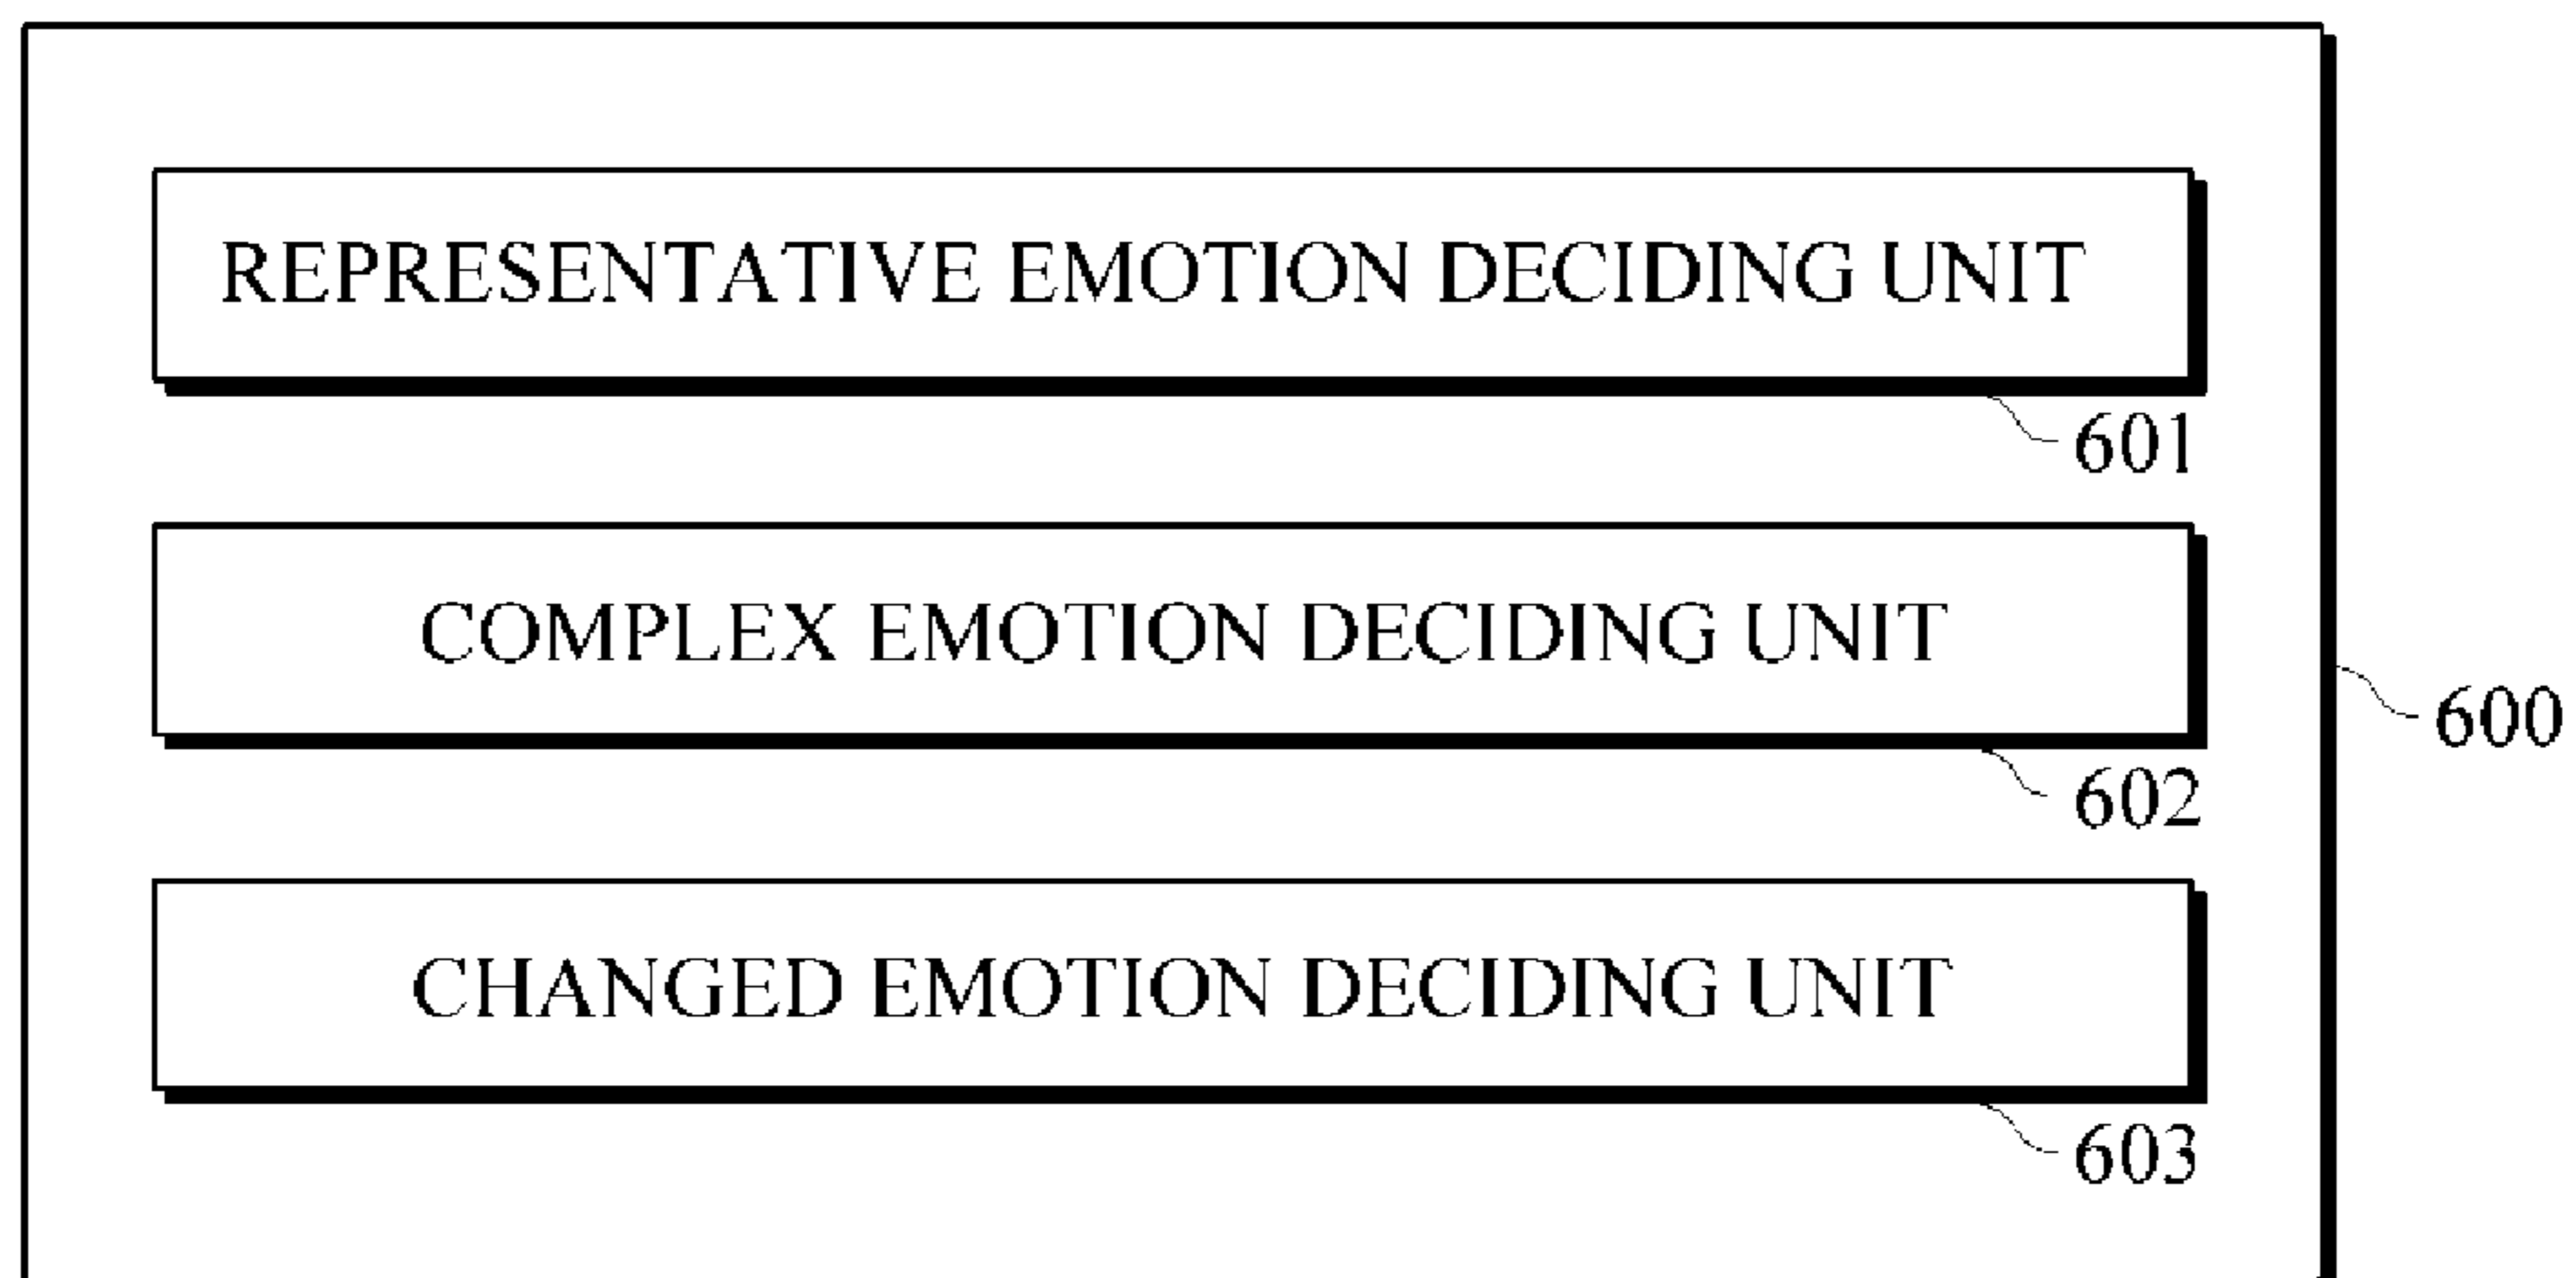 REPRESENTATIVE EMOTION DECIDING UNIT
601
COMPLEX EMOTION DECIDING UNIT
600
602
CHANGED EMOTION DECIDING UNIT
603